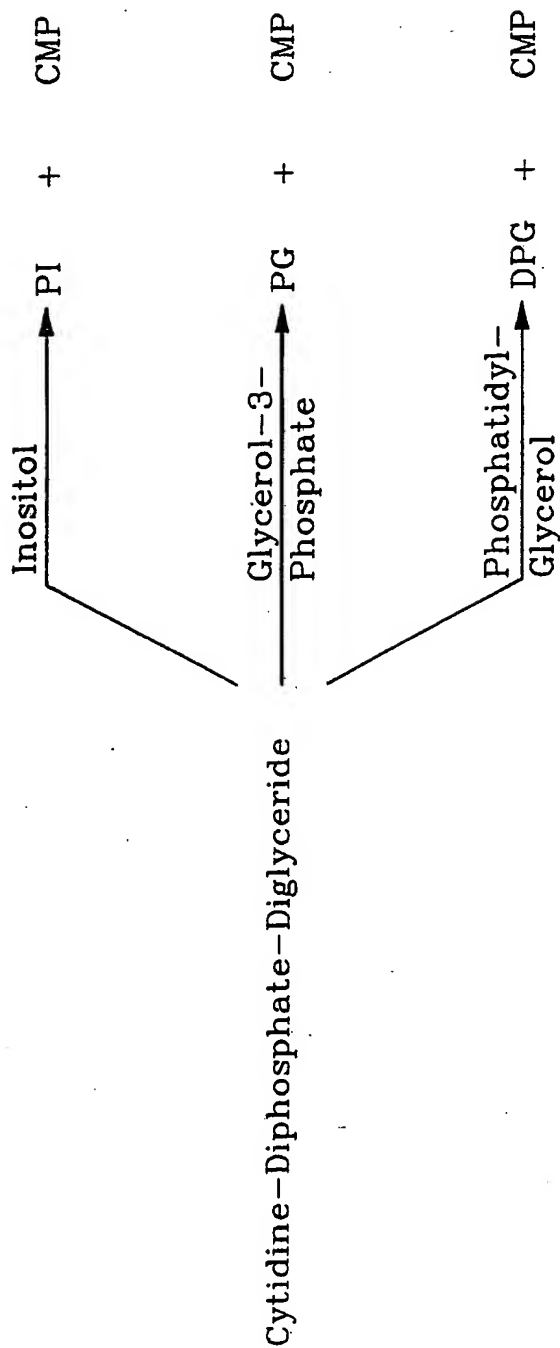 Inositol
PI + CMP
Cytidine-Diphosphate-Diglyceride
Glycerol-3-
Phosphate
PG + CMP
Phosphatidyl-
Glycerol
DPG + CMP